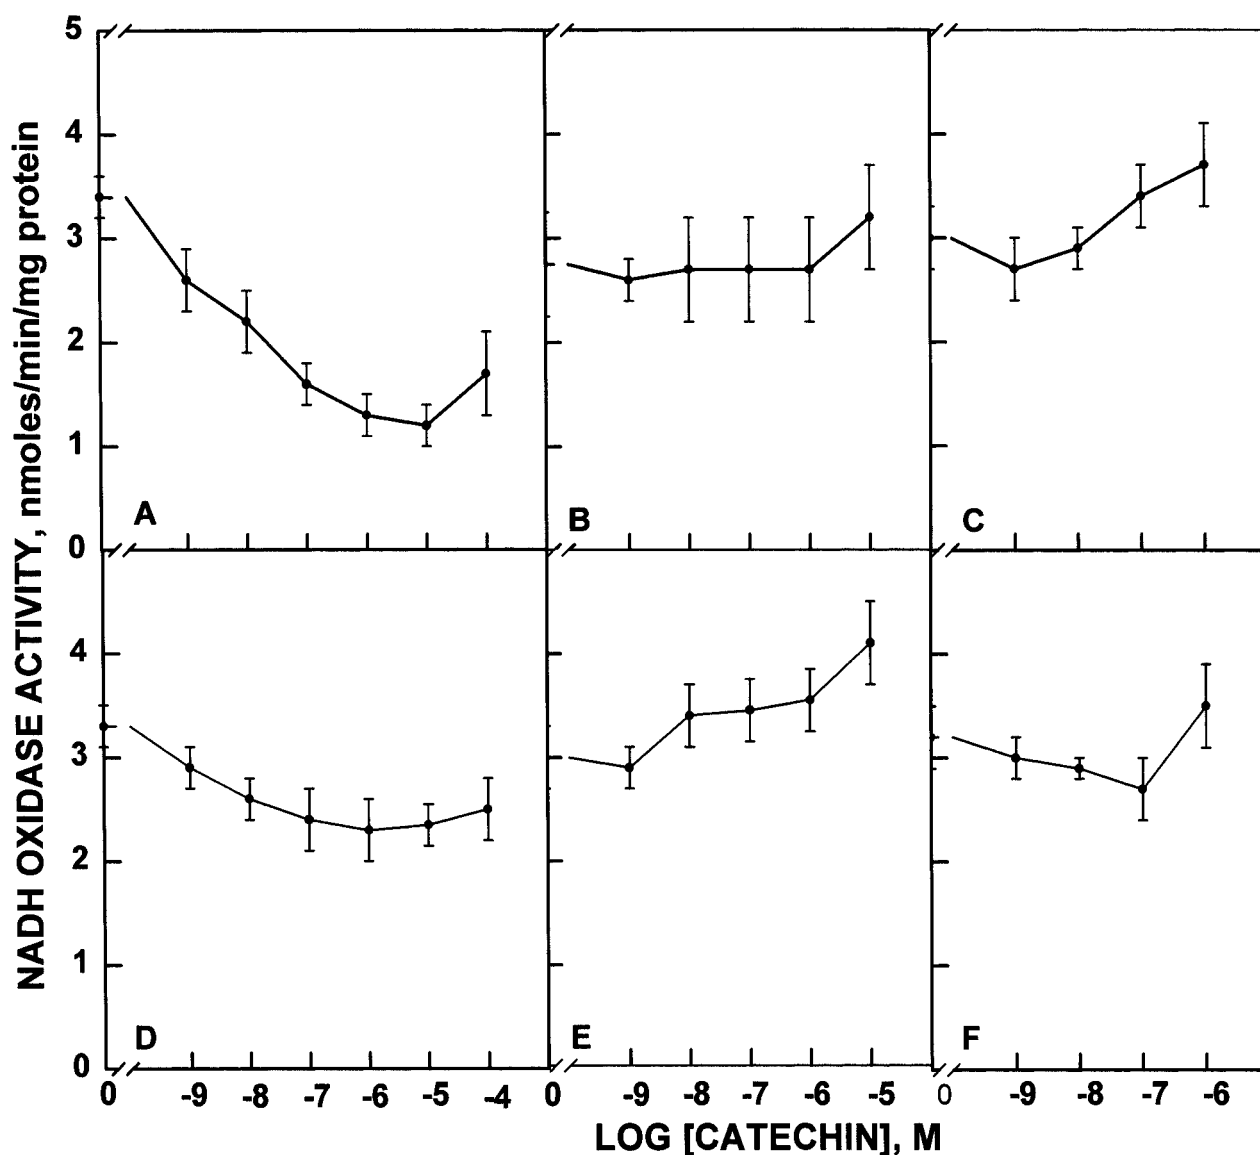 NADH OXIDASE ACTIVITY, nmoles/min/mg protein
5
4
3
2
1
0
A
B
C
4
3
2
1
0
D
E
F
0 -9 -8 -7 -6 -5 -4 0 -9 -8 -7 -6 -5 0 -9 -8 -7 -6
LOG [CATECHIN], M